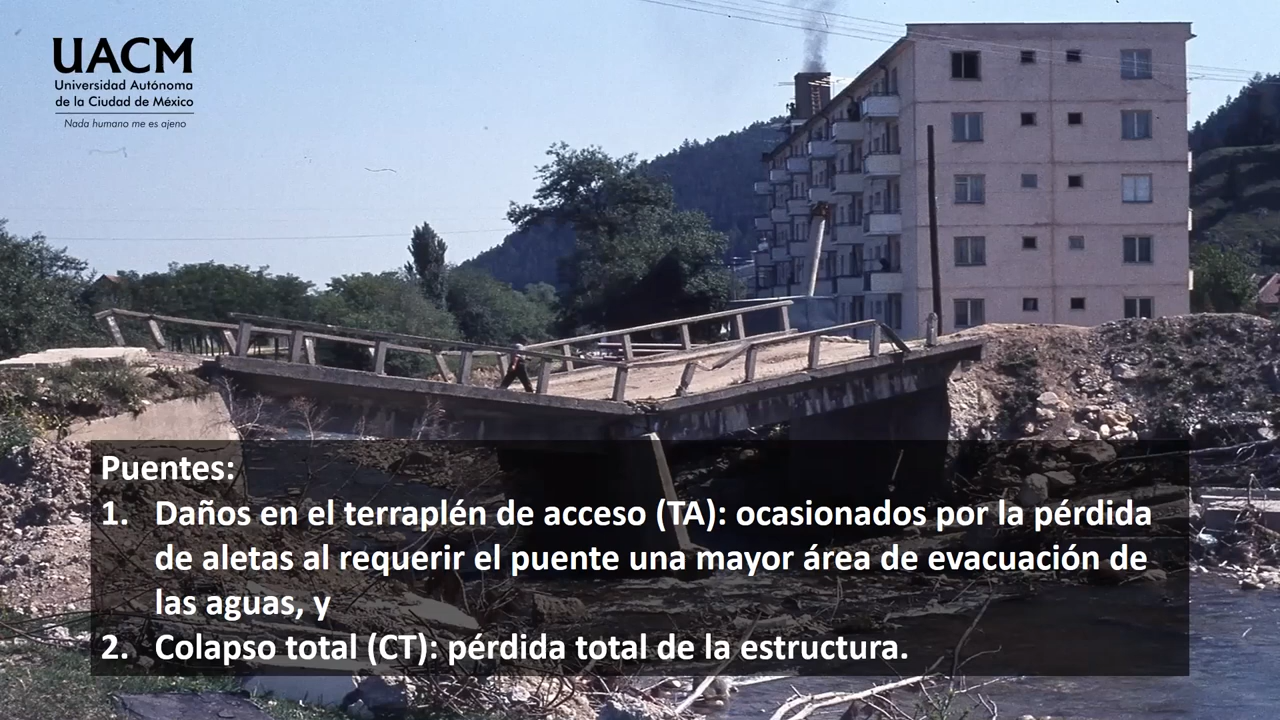 UACM
Universidad Autónoma
de la Ciudad de México
Nada humano me es ajeno
Puentes:
1. Daños en el terraplén de acceso (TA): ocasionados por la pérdida
de aletas al requerir el puente una mayor área de evacuación de
las aguas, y
2. Colapso total (CT): pérdida total de la estructura.